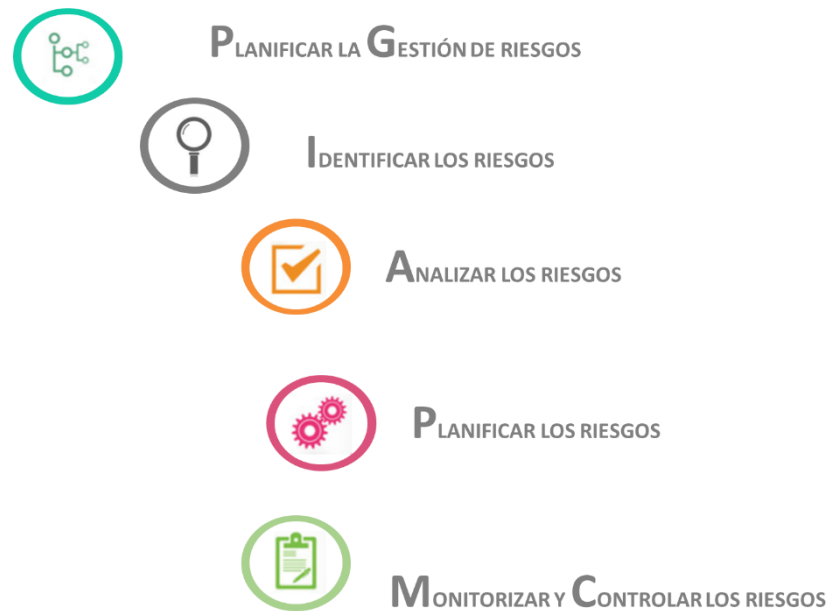 PLANIFICAR LA GESTIÓN DE RIESGOS
IDENTIFICAR LOS RIESGOS
ANALIZAR LOS RIESGOS
PLANIFICAR LOS RIESGOS
MONITORIZAR Y CONTROLAR LOS RIESGOS